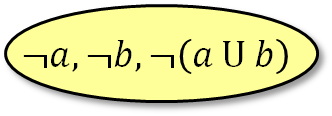 ¬a, ¬b, ¬(a U b)